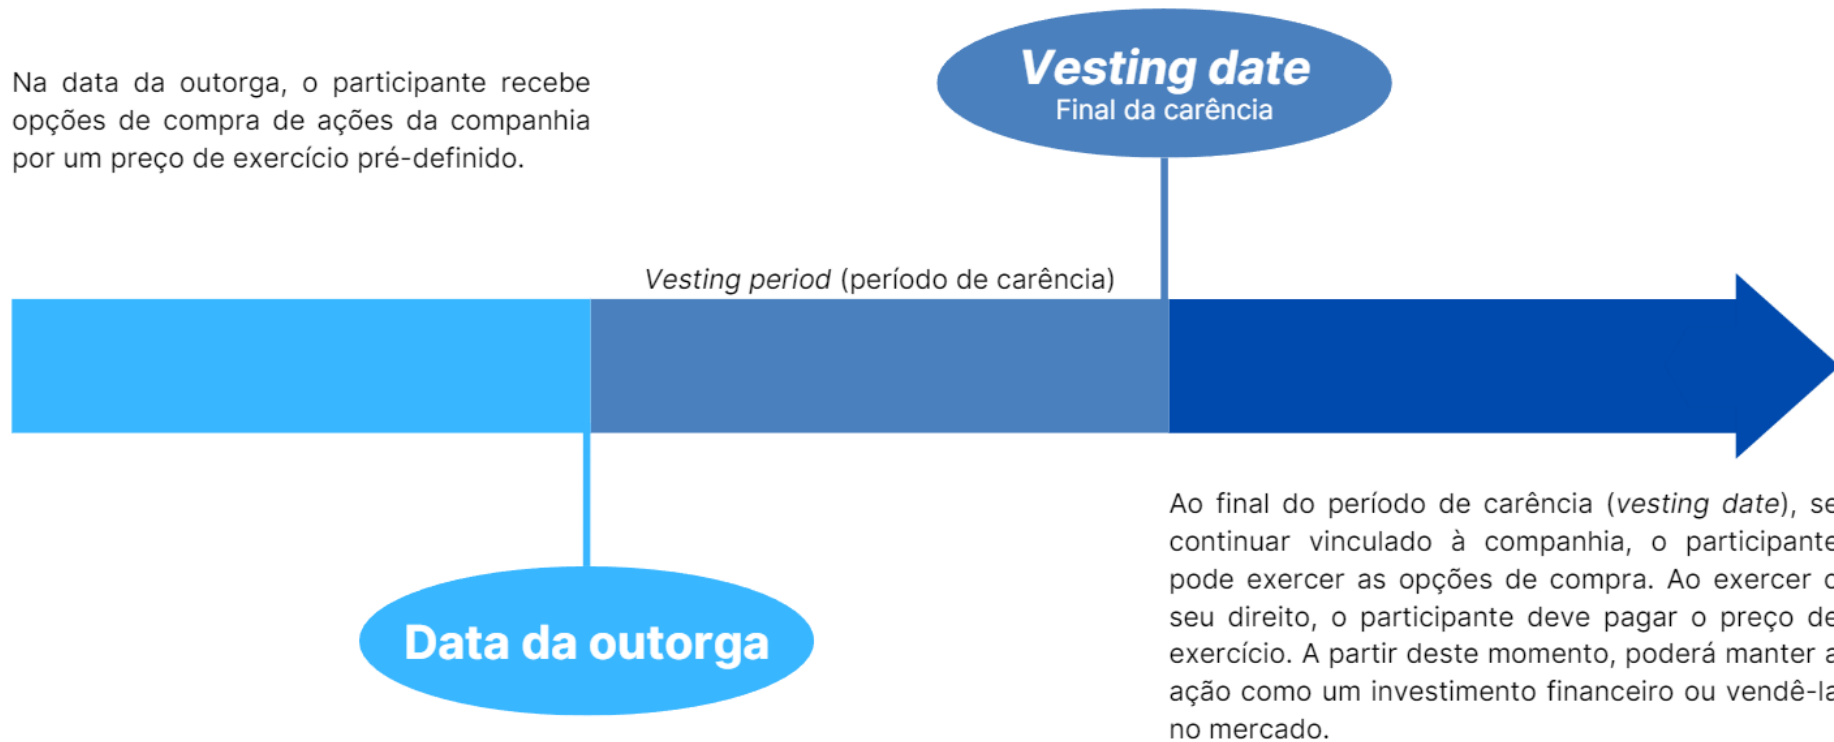 Na data da outorga, o participante recebe
opções de compra de ações da companhia
por um preço de exercício pré-definido.
Vesting date
Final da carência
Vesting period (período de carência)
Data da outorga
Ao final do período de carência (vesting date), se
continuar vinculado à companhia, o participante
pode exercer as opções de compra. Ao exercer o
seu direito, o participante deve pagar o preço de
exercício. A partir deste momento, poderá manter a
ação como um investimento financeiro ou vendê-la
no mercado.